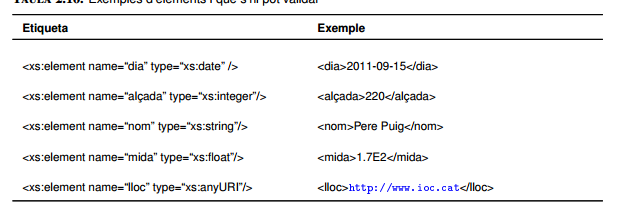 TAULA 2.10. Exemples d'elements i què s'hi pot validar
Etiqueta Exemple
<xs:element name=“dia” type=“xs:date” /> <dia>2011-09-15</dia>
<xs:element name=“alçada” type=“xs:integer”/> <alçada>220</alçada>
<xs:element name=“nom” type=“xs:string”/> <nom>Pere Puig</nom>
<xs:element name=“mida” type=“xs:float”/> <mida>1.7E2</mida>
<xs:element name=“lloc” type=“xs:anyURI”/> <lloc>http://www.ioc.cat</lloc>